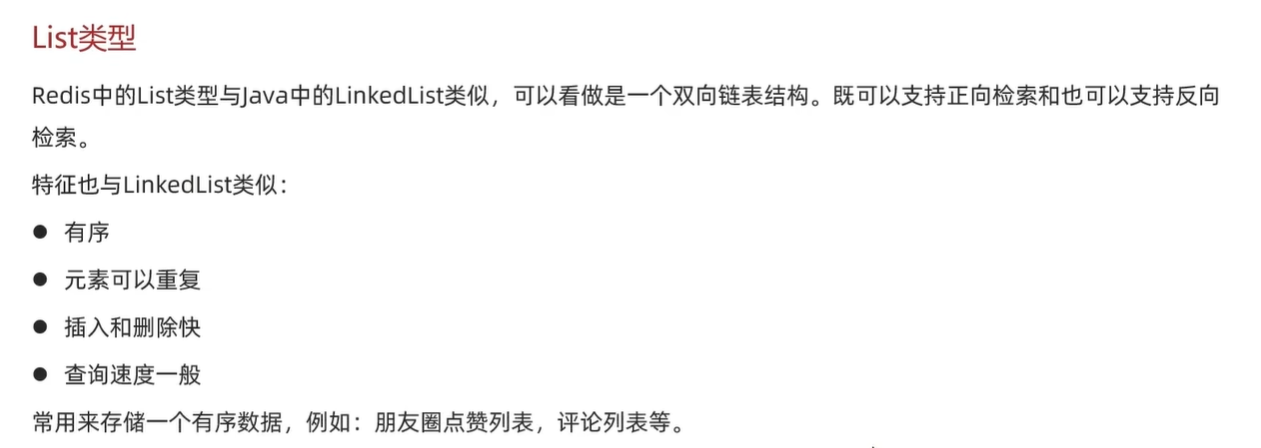 List类型
Redis中的List类型与Java中的LinkedList类似，可以看做是一个双向链表结构。既可以支持正向检索和也可以支持反向
检索。
特征也与LinkedList类似：
● 有序
● 元素可以重复
● 插入和删除快
● 查询速度一般
常用来存储一个有序数据，例如：朋友圈点赞列表，评论列表等。